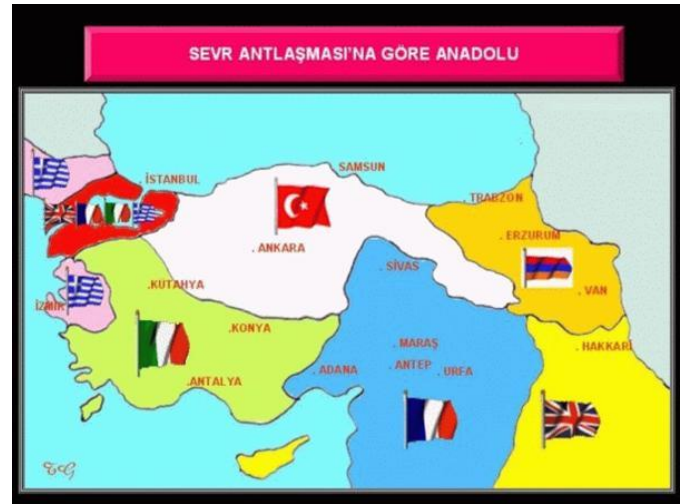 SEVR ANTLAŞMASI'NA GÖRE ANADOLU
. İSTANBUL
SAMSUN
. TRABZON
. ERZURUM
. ANKARA
. SİVAS
. VAN
. KÜTAHYA
İZMİR
. KONYA
. MARAŞ
. HAKKARİ
. ADANA
. ANTEP
. URFA
. ANTALYA